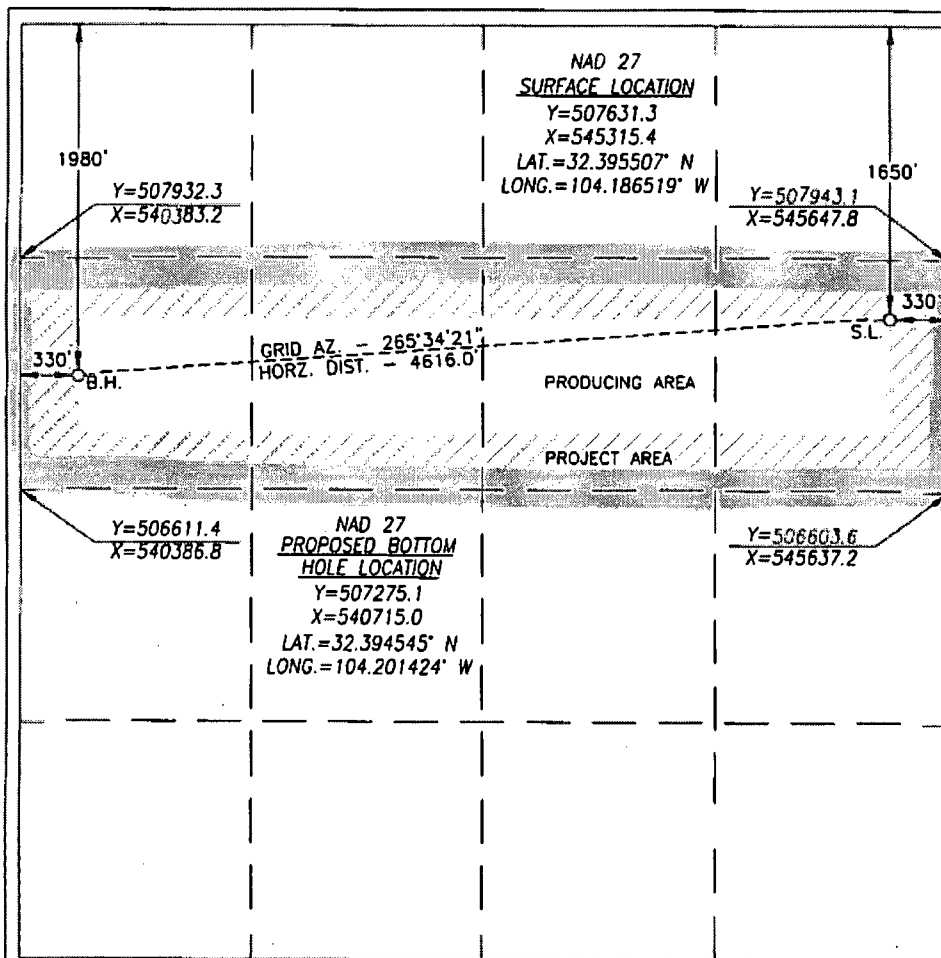 NAD 27
SURFACE LOCATION
Y=507631.3
X=545315.4
LAT.=32.395507° N
LONG.=104.186519° W
1980'
1650'
Y=507932.3
X=540383.2
Y=507943.1
X=545647.8
330'
S.L.
GRID AZ. - 265°34'21"
HORZ. DIST. - 4616.0'
330'
B.H.
PRODUCING AREA
PROJECT AREA
Y=506611.4
X=540386.8
Y=506603.6
X=545637.2
NAD 27
PROPOSED BOTTOM
HOLE LOCATION
Y=507275.1
X=540715.0
LAT.=32.394545° N
LONG.=104.201424° W